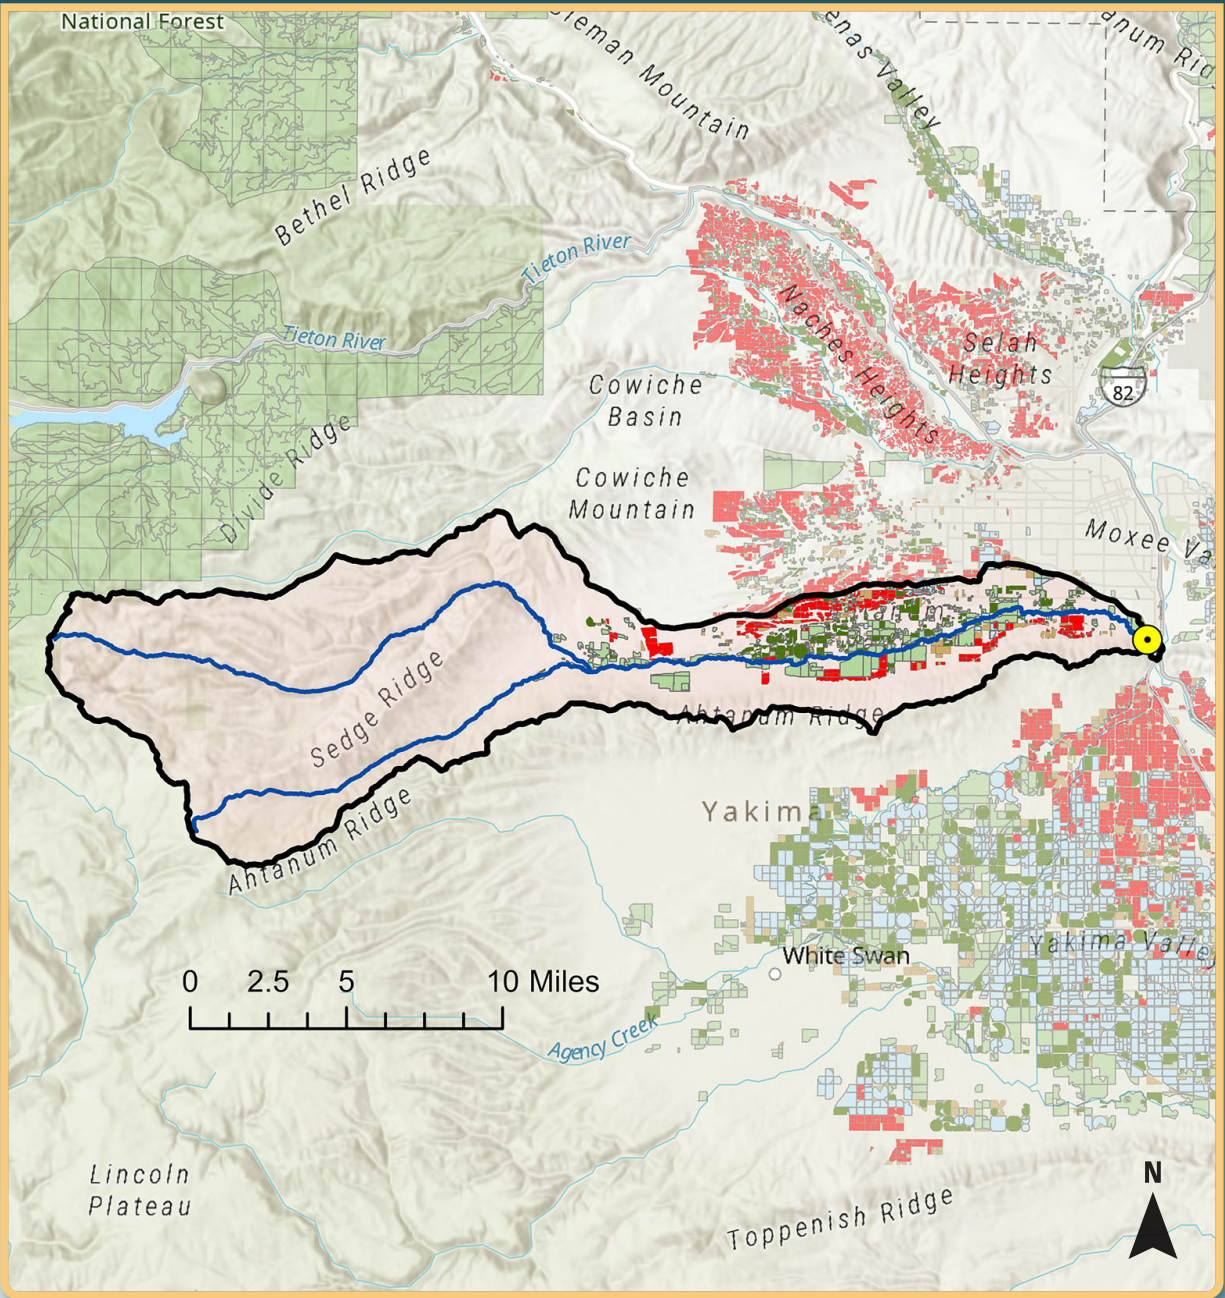 National Forest
Mountain
Valley
Bethel Ridge
Tieton River
Tieton River
Naches Heights
Selah
Heights
82
Cowiche
Basin
Divide Ridge
Cowiche
Mountain
Moxee
Sedge Ridge
Ahtanum Ridge
Ahtanum Ridge
Yakima
White Swan
Yakima Valley
0 2.5 5 10 Miles
Agency Creek
Lincoln
Plateau
Toppenish Ridge
N